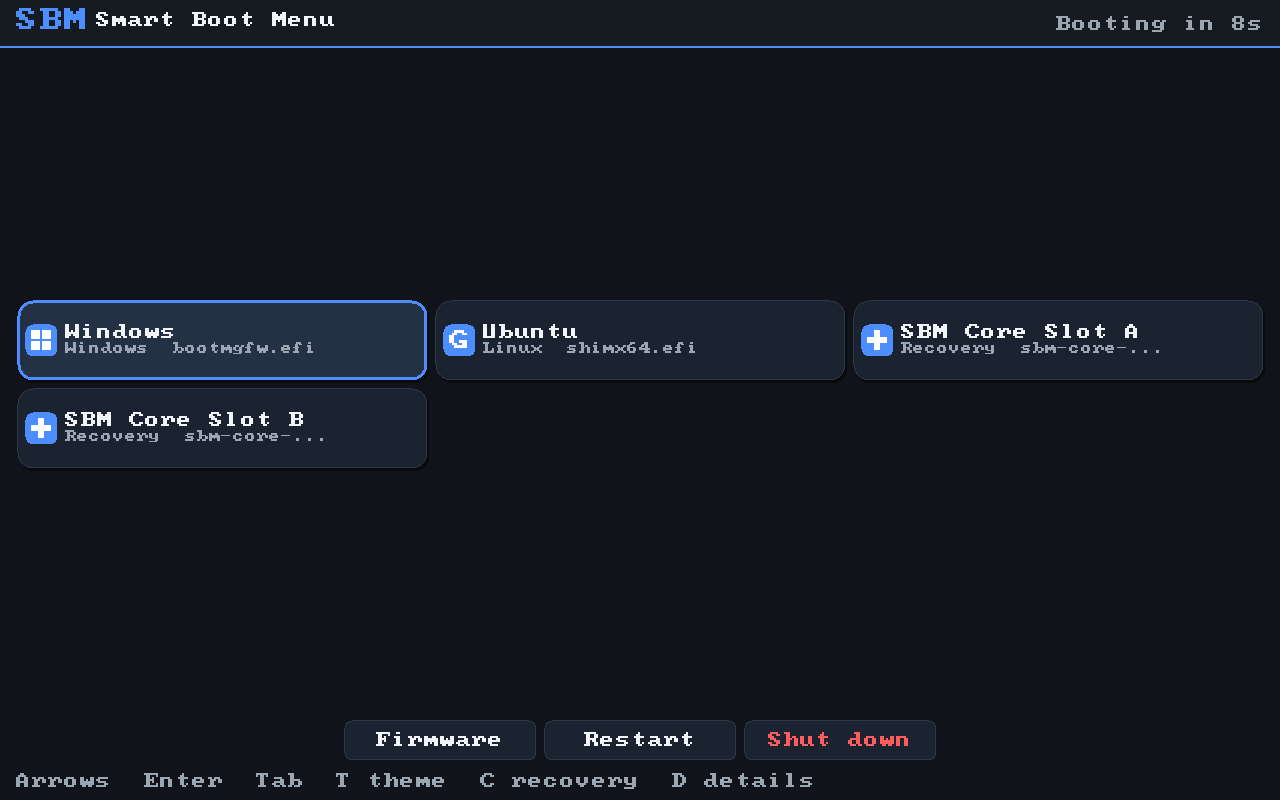 SBM Smart Boot Menu
Booting in 8s
Windows
Windows bootmgfw.efi
G
Ubuntu
Linux shimx64.efi
SBM Core Slot A
Recovery sbm-core-...
SBM Core Slot B
Recovery sbm-core-...
Firmware
Restart
Shut down
Arrows Enter Tab T theme C recovery D details